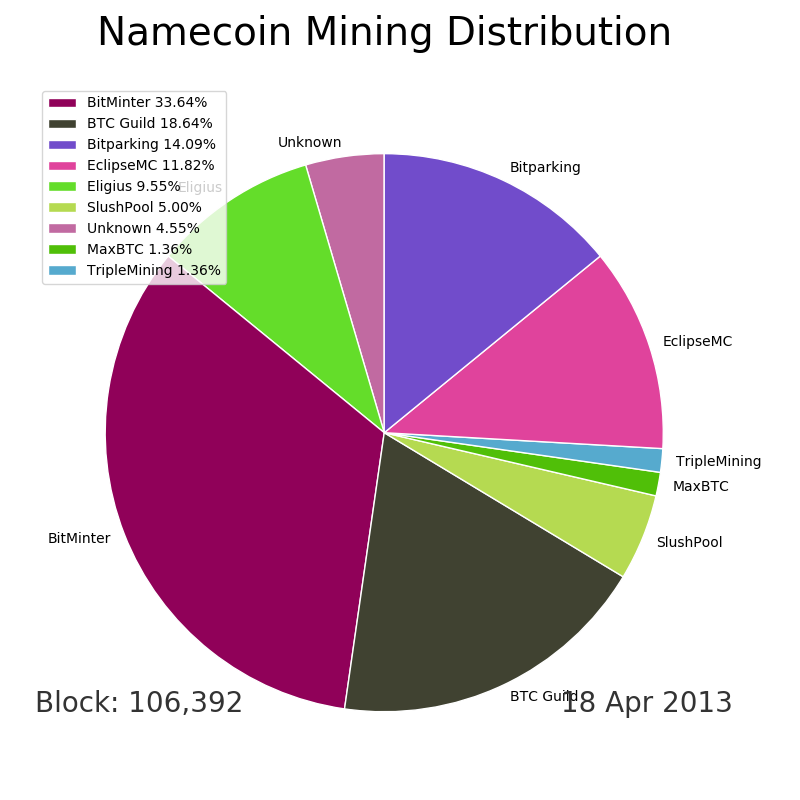 Namecoin Mining Distribution
BitMinter 33.64%
BTC Guild 18.64%
Bitparking 14.09%
EclipseMC 11.82%
Eligius 9.55%
SlushPool 5.00%
Unknown 4.55%
MaxBTC 1.36%
TripleMining 1.36%
Unknown
Bitparking
Eligius
EclipseMC
TripleMining
MaxBTC
SlushPool
BitMinter
BTC Guild
Block: 106,392
18 Apr 2013